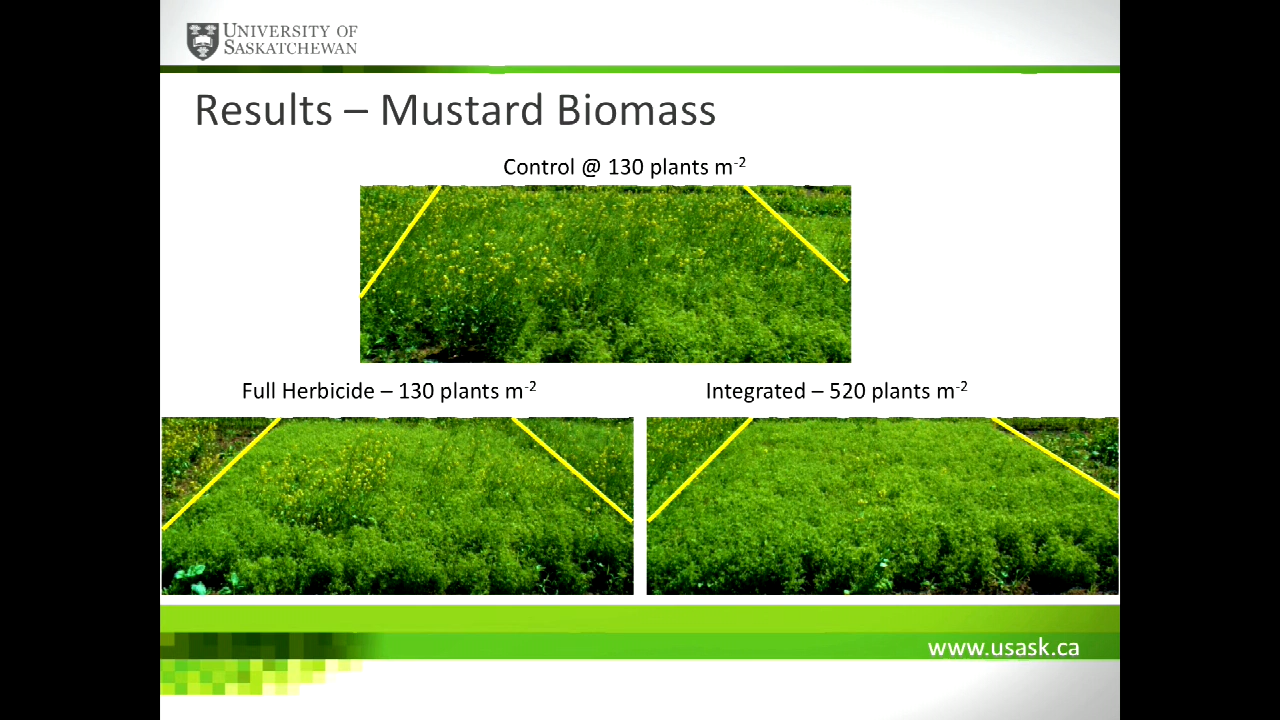 UNIVERSITY OF
SASKATCHEWAN
Results – Mustard Biomass
Control @ 130 plants m-2
Full Herbicide – 130 plants m-2
Integrated – 520 plants m-2
www.usask.ca